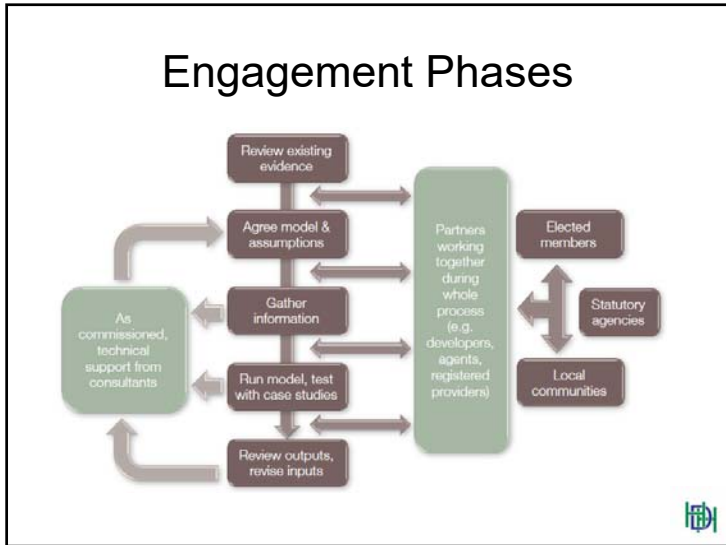 Engagement Phases
Review existing
evidence
Agree model &
assumptions
Gather
information
Run model, test
with case studies
Review outputs,
revise inputs
As
commissioned,
technical
support from
consultants
Partners
working
together
during
whole
process
(e.g.
developers,
agents,
registered
providers)
Elected
members
Statutory
agencies
Local
communities
HDH